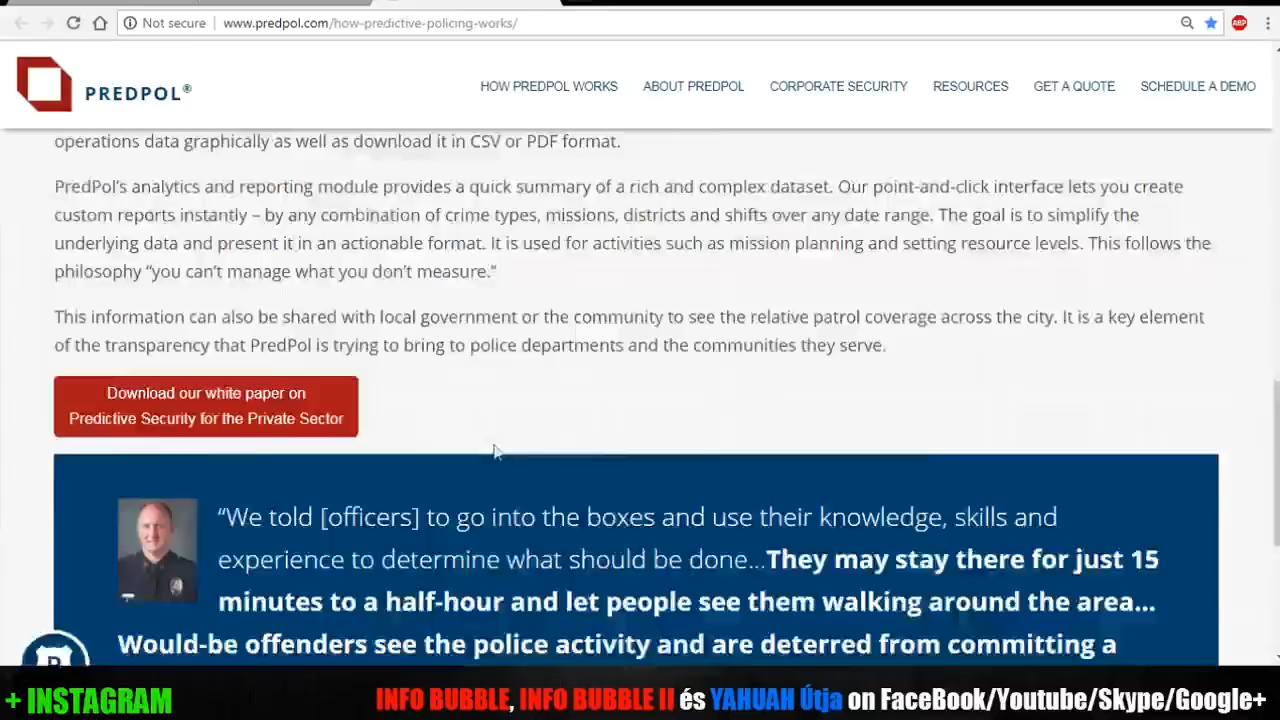 Not secure | www.predpol.com/how-predictive-policing-works/
ABP
PREDPOL®
HOW PREDPOL WORKS
ABOUT PREDPOL
CORPORATE SECURITY
RESOURCES
GET A QUOTE
SCHEDULE A DEMO
operations data graphically as well as download it in CSV or PDF format.
PredPol's analytics and reporting module provides a quick summary of a rich and complex dataset. Our point-and-click interface lets you create
custom reports instantly – by any combination of crime types, missions, districts and shifts over any date range. The goal is to simplify the
underlying data and present it in an actionable format. It is used for activities such as mission planning and setting resource levels. This follows the
philosophy "you can't manage what you don't measure."
This information can also be shared with local government or the community to see the relative patrol coverage across the city. It is a key element
of the transparency that PredPol is trying to bring to police departments and the communities they serve.
Download our white paper on
Predictive Security for the Private Sector
“We told [officers] to go into the boxes and use their knowledge, skills and
experience to determine what should be done...They may stay there for just 15
minutes to a half-hour and let people see them walking around the area...
Would-be offenders see the police activity and are deterred from committing a
+ INSTAGRAM
INFO BUBBLE, INFO BUBBLE II és YAHUAH Útja on FaceBook/Youtube/Skype/Google+